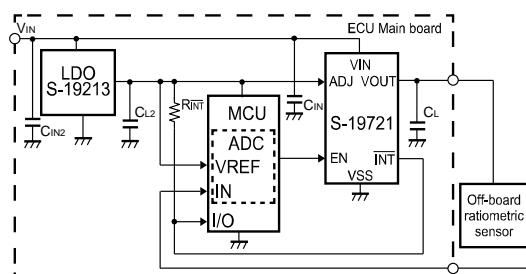 VIN
ECU Main board
LDO
S-19213
CIN2
CL2
RINT
MCU
ADC
VREF
IN
I/O
CIN
VIN
ADJ
VOUT
S-19721
EN
INT
VSS
CL
Off-board
ratiometric
sensor